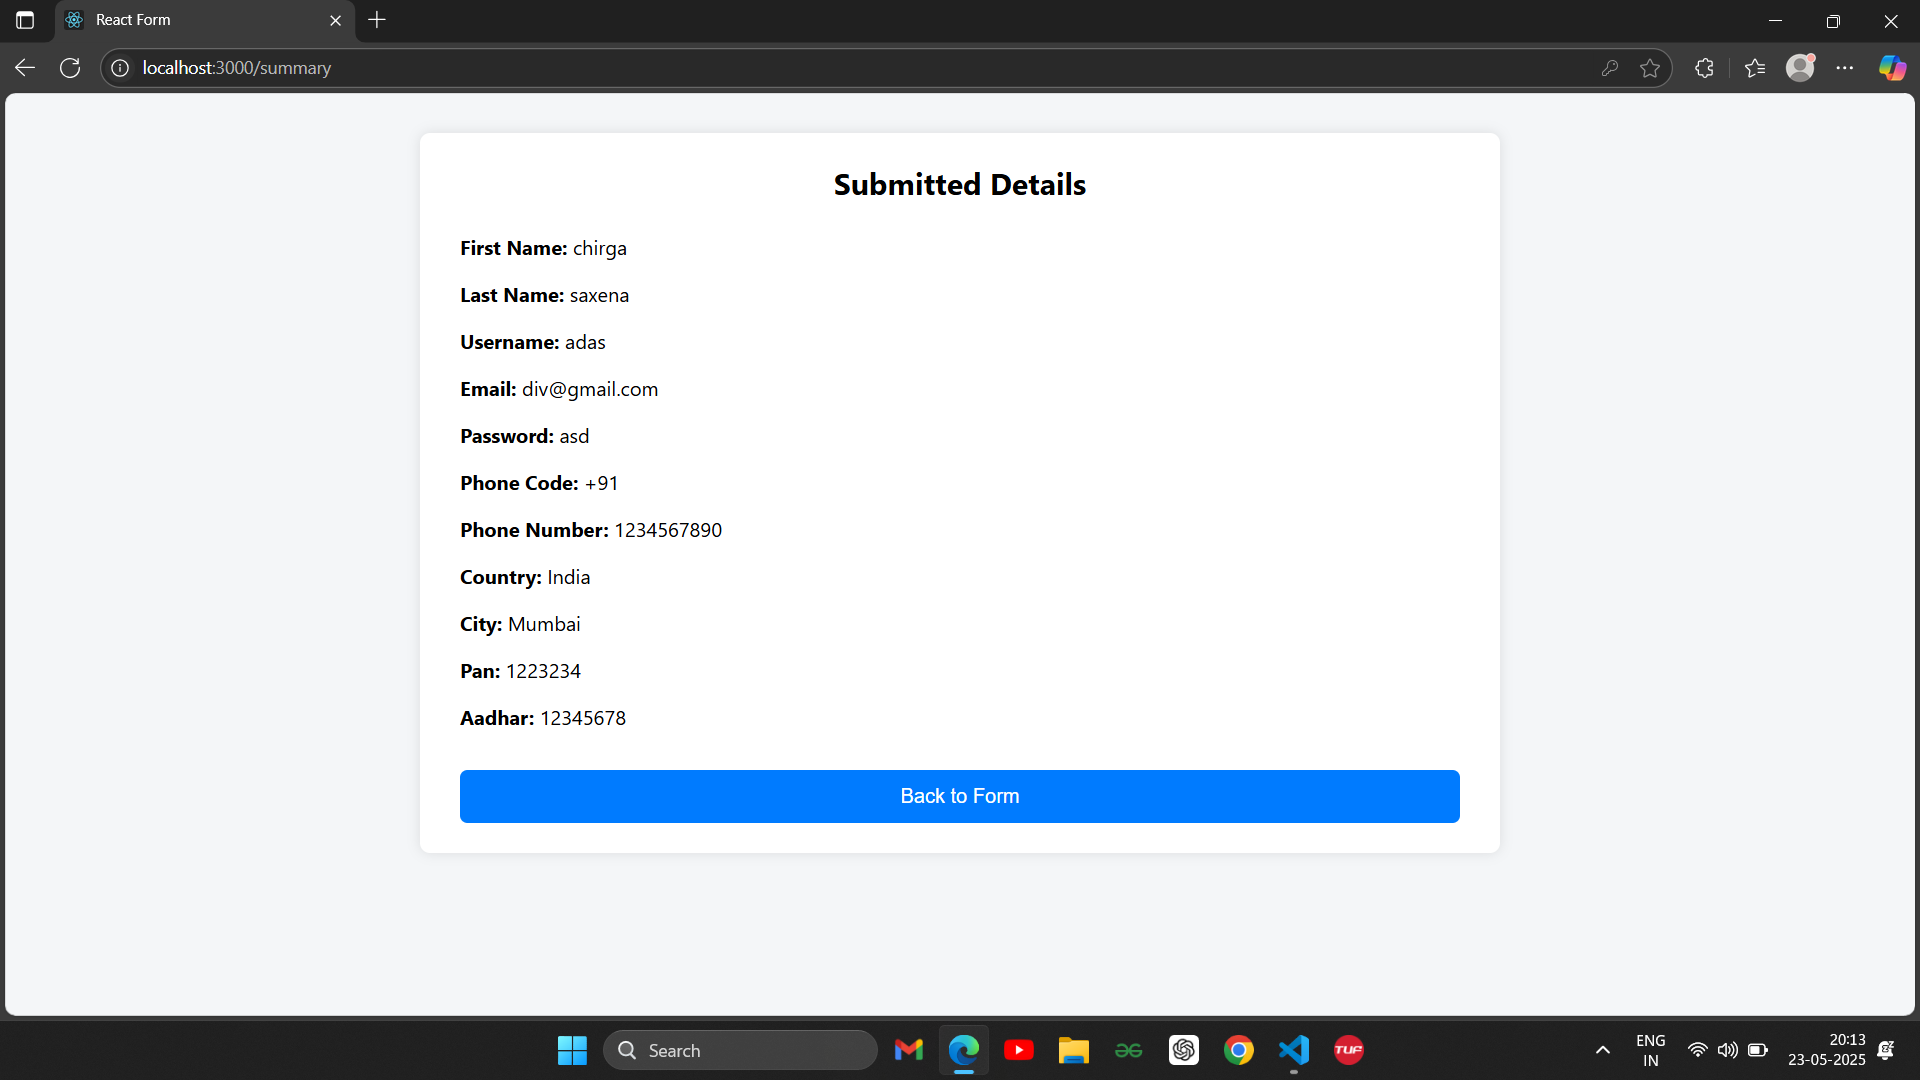 React Form
localhost:3000/summary
Submitted Details
First Name: chirga
Last Name: saxena
Username: adas
Email: div@gmail.com
Password: asd
Phone Code: +91
Phone Number: 1234567890
Country: India
City: Mumbai
Pan: 1223234
Aadhar: 12345678
Back to Form
Search
TUF
ENG
IN
20:13
23-05-2025